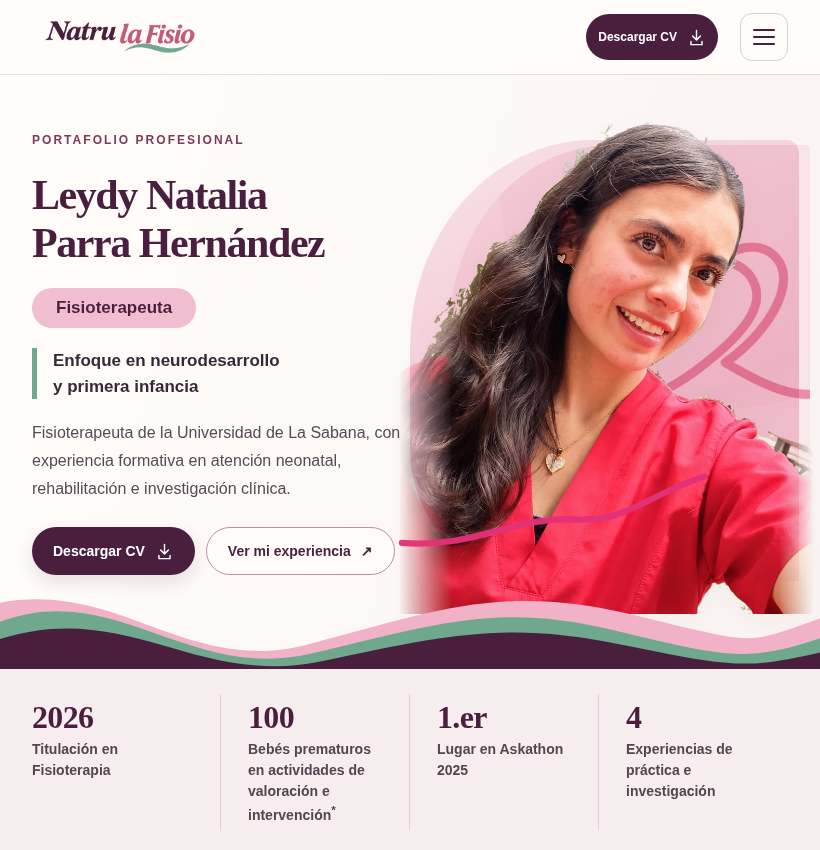 Natru la Fisio
Descargar CV
PORTAFOLIO PROFESIONAL
Leydy Natalia
Parra Hernández
Fisioterapeuta
Enfoque en neurodesarrollo
y primera infancia
Fisioterapeuta de la Universidad de La Sabana, con
experiencia formativa en atención neonatal,
rehabilitación e investigación clínica.
Descargar CV
Ver mi experiencia ↗
2026
Titulación en
Fisioterapia
100
Bebés prematuros
en actividades de
valoración e
intervención*
1.er
Lugar en Askathon
2025
4
Experiencias de
práctica e
investigación